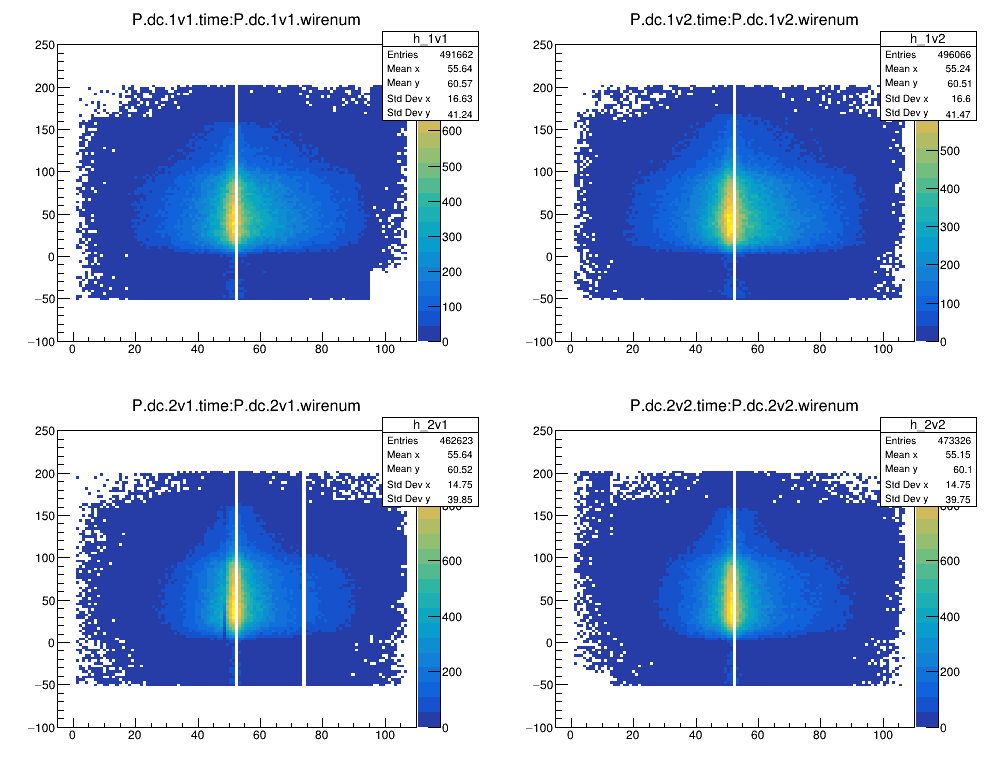 P.dc.1v1.time:P.dc.1v1.wirenum
h_1v1
Entries 491662
Mean x 55.64
Mean y 60.57
Std Dev x 16.63
Std Dev y 41.24
250
200
150
100
50
0
−50
−100
0 20 40 60 80 100
600
500
400
300
200
100
0
P.dc.1v2.time:P.dc.1v2.wirenum
h_1v2
Entries 496066
Mean x 55.24
Mean y 60.51
Std Dev x 16.6
Std Dev y 41.47
250
200
150
100
50
0
−50
−100
0 20 40 60 80 100
500
400
300
200
100
0
P.dc.2v1.time:P.dc.2v1.wirenum
h_2v1
Entries 462623
Mean x 55.64
Mean y 60.52
Std Dev x 14.75
Std Dev y 39.85
250
200
150
100
50
0
−50
−100
0 20 40 60 80 100
800
600
400
200
0
P.dc.2v2.time:P.dc.2v2.wirenum
h_2v2
Entries 473326
Mean x 55.15
Mean y 60.1
Std Dev x 14.75
Std Dev y 39.75
250
200
150
100
50
0
−50
−100
0 20 40 60 80 100
800
600
400
200
0